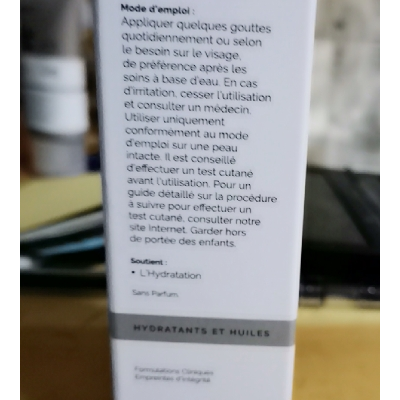 Mode d'emploi :
Appliquer quelques gouttes
quotidiennement ou selon
le besoin sur le visage,
de préférence après les
soins à base d'eau. En cas
d'irritation, cesser l'utilisation
et consulter un médecin.
Utiliser uniquement
conformément au mode
d'emploi sur une peau
intacte. Il est conseillé
d'effectuer un test cutané
avant l'utilisation. Pour un
guide détaillé sur la procédure
à suivre pour effectuer un
test cutané, consulter notre
site Internet. Garder hors
de portée des enfants.
Soutient :
• L'Hydratation
Sans Parfum
HYDRATANTS ET HUILES
Formulations Cliniques
Empreintes d'Intégrité